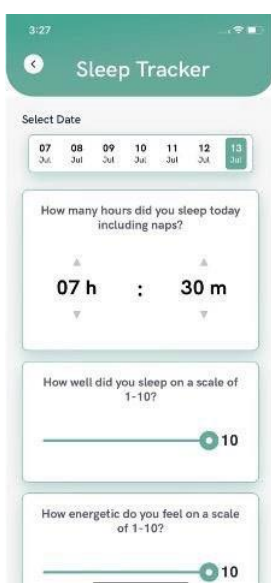 3:27
Sleep Tracker
Select Date
07 08 09 10 11 12 13
Jul Jul Jul Jul Jul Jul Jul
How many hours did you sleep today
including naps?
07 h : 30 m
How well did you sleep on a scale of
1-10?
10
How energetic do you feel on a scale
of 1-10?
10